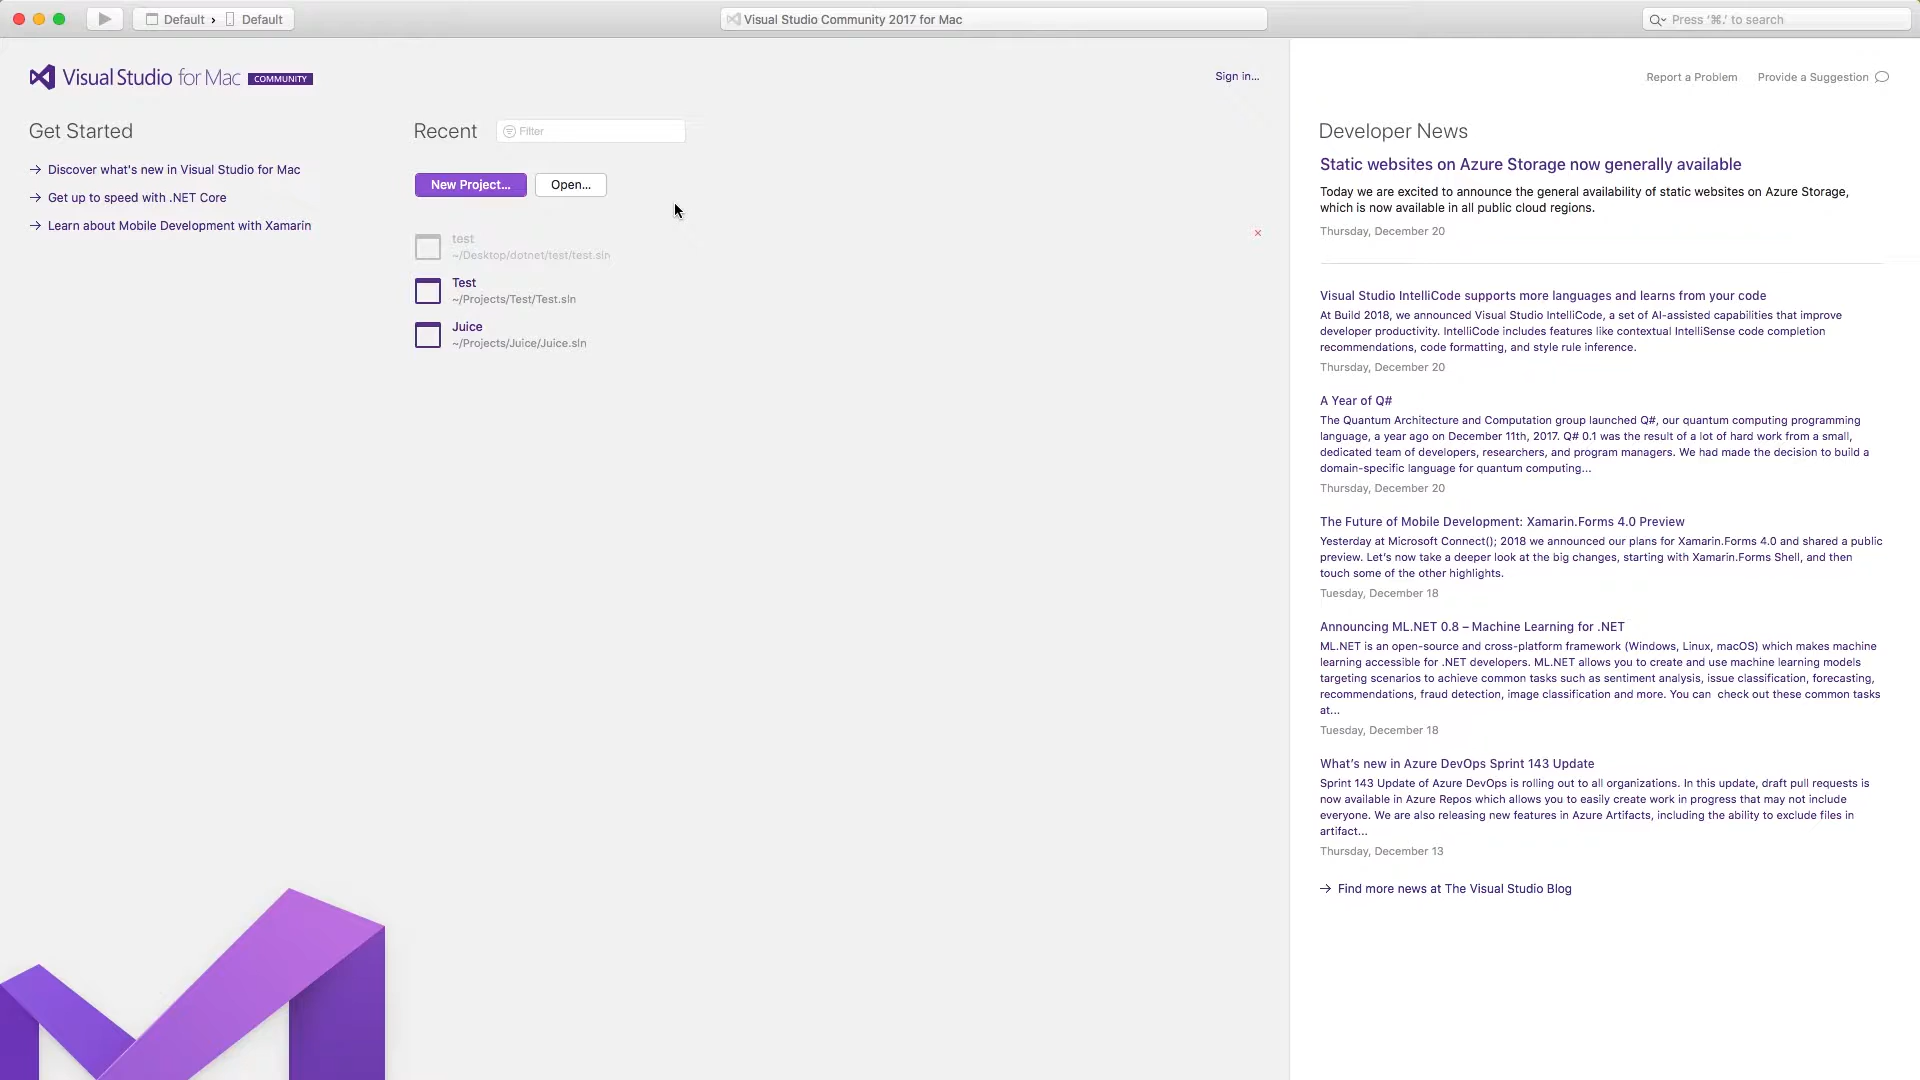 Default › Default
Visual Studio Community 2017 for Mac
Press '⌘.' to search
Visual Studio for Mac COMMUNITY
Sign in...
Get Started
→ Discover what's new in Visual Studio for Mac
→ Get up to speed with .NET Core
→ Learn about Mobile Development with Xamarin
Recent
Filter
New Project...
Open...
test
~/Desktop/dotnet/test/test.sln
Test
~/Projects/Test/Test.sln
Juice
~/Projects/Juice/Juice.sln
Report a Problem
Provide a Suggestion
Developer News
Static websites on Azure Storage now generally available
Today we are excited to announce the general availability of static websites on Azure Storage,
which is now available in all public cloud regions.
Thursday, December 20
Visual Studio IntelliCode supports more languages and learns from your code
At Build 2018, we announced Visual Studio IntelliCode, a set of AI-assisted capabilities that improve
developer productivity. IntelliCode includes features like contextual IntelliSense code completion
recommendations, code formatting, and style rule inference.
Thursday, December 20
A Year of Q#
The Quantum Architecture and Computation group launched Q#, our quantum computing programming
language, a year ago on December 11th, 2017. Q# 0.1 was the result of a lot of hard work from a small,
dedicated team of developers, researchers, and program managers. We had made the decision to build a
domain-specific language for quantum computing...
Thursday, December 20
The Future of Mobile Development: Xamarin.Forms 4.0 Preview
Yesterday at Microsoft Connect(); 2018 we announced our plans for Xamarin.Forms 4.0 and shared a public
preview. Let's now take a deeper look at the big changes, starting with Xamarin.Forms Shell, and then
touch some of the other highlights.
Tuesday, December 18
Announcing ML.NET 0.8 – Machine Learning for .NET
ML.NET is an open-source and cross-platform framework (Windows, Linux, macOS) which makes machine
learning accessible for .NET developers. ML.NET allows you to create and use machine learning models
targeting scenarios to achieve common tasks such as sentiment analysis, issue classification, forecasting,
recommendations, fraud detection, image classification and more. You can  check out these common tasks
at...
Tuesday, December 18
What's new in Azure DevOps Sprint 143 Update
Sprint 143 Update of Azure DevOps is rolling out to all organizations. In this update, draft pull requests is
now available in Azure Repos which allows you to easily create work in progress that may not include
everyone. We are also releasing new features in Azure Artifacts, including the ability to exclude files in
artifact...
Thursday, December 13
→ Find more news at The Visual Studio Blog